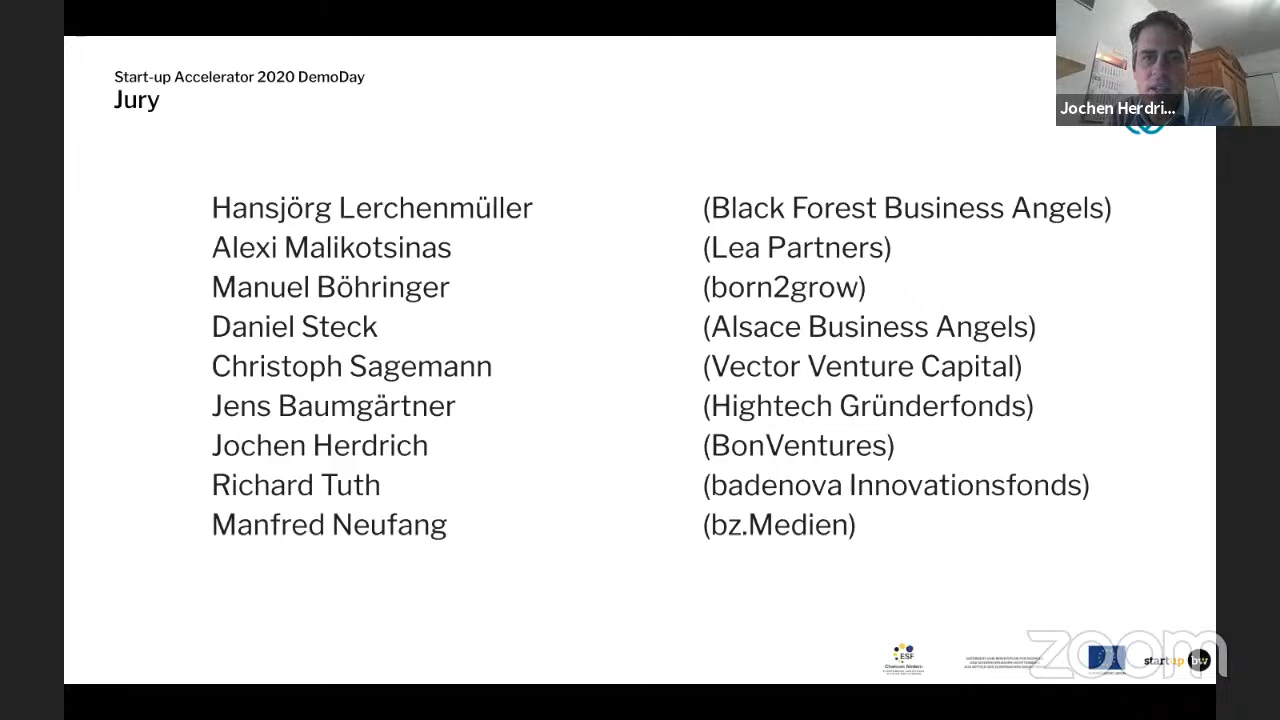 Start-up Accelerator 2020 DemoDay
Jury
Jochen Herdri...
Hansjörg Lerchenmüller (Black Forest Business Angels)
Alexi Malikotsinas (Lea Partners)
Manuel Böhringer (born2grow)
Daniel Steck (Alsace Business Angels)
Christoph Sagemann (Vector Venture Capital)
Jens Baumgärtner (Hightech Gründerfonds)
Jochen Herdrich (BonVentures)
Richard Tuth (badenova Innovationsfonds)
Manfred Neufang (bz.Medien)
zoom
ESF
start up bw